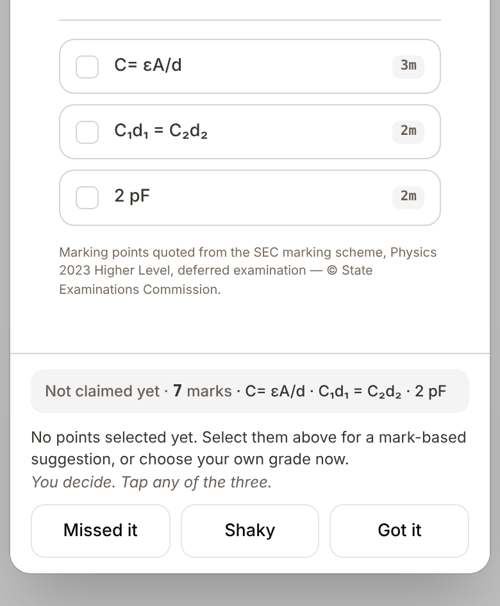 C= εA/d 3m
C₁d₁ = C₂d₂ 2m
2 pF 2m
Marking points quoted from the SEC marking scheme, Physics
2023 Higher Level, deferred examination — © State
Examinations Commission.
Not claimed yet · 7 marks · C= εA/d · C₁d₁ = C₂d₂ · 2 pF
No points selected yet. Select them above for a mark-based
suggestion, or choose your own grade now.
You decide. Tap any of the three.
Missed it Shaky Got it